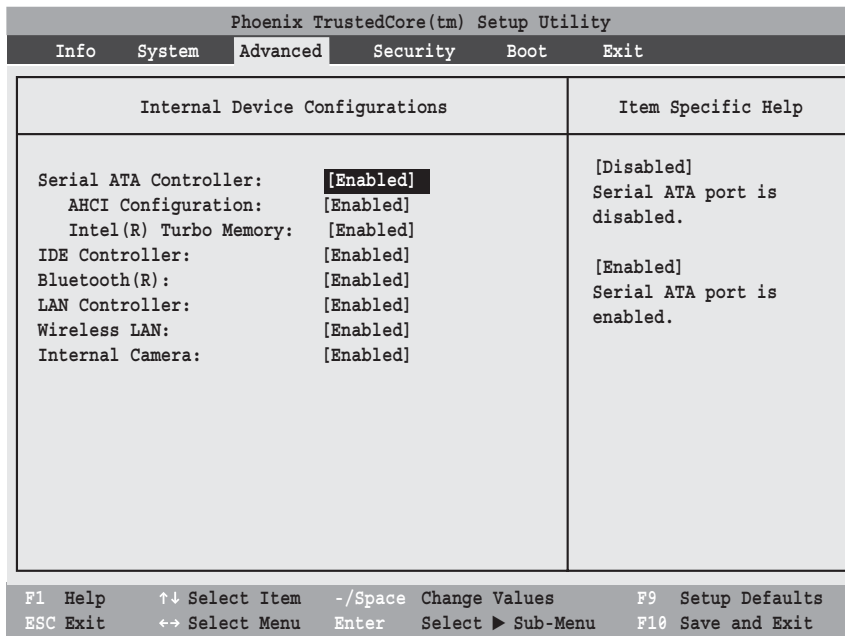 Phoenix TrustedCore(tm) Setup Utility
Info System Advanced Security Boot Exit
Internal Device Configurations
Serial ATA Controller: [Enabled]
AHCI Configuration: [Enabled]
Intel(R) Turbo Memory: [Enabled]
IDE Controller: [Enabled]
Bluetooth(R): [Enabled]
LAN Controller: [Enabled]
Wireless LAN: [Enabled]
Internal Camera: [Enabled]
Item Specific Help
[Disabled]
Serial ATA port is
disabled.
[Enabled]
Serial ATA port is
enabled.
F1 Help ↑↓ Select Item -/Space Change Values F9 Setup Defaults
ESC Exit ←→ Select Menu Enter Select ▶ Sub-Menu F10 Save and Exit